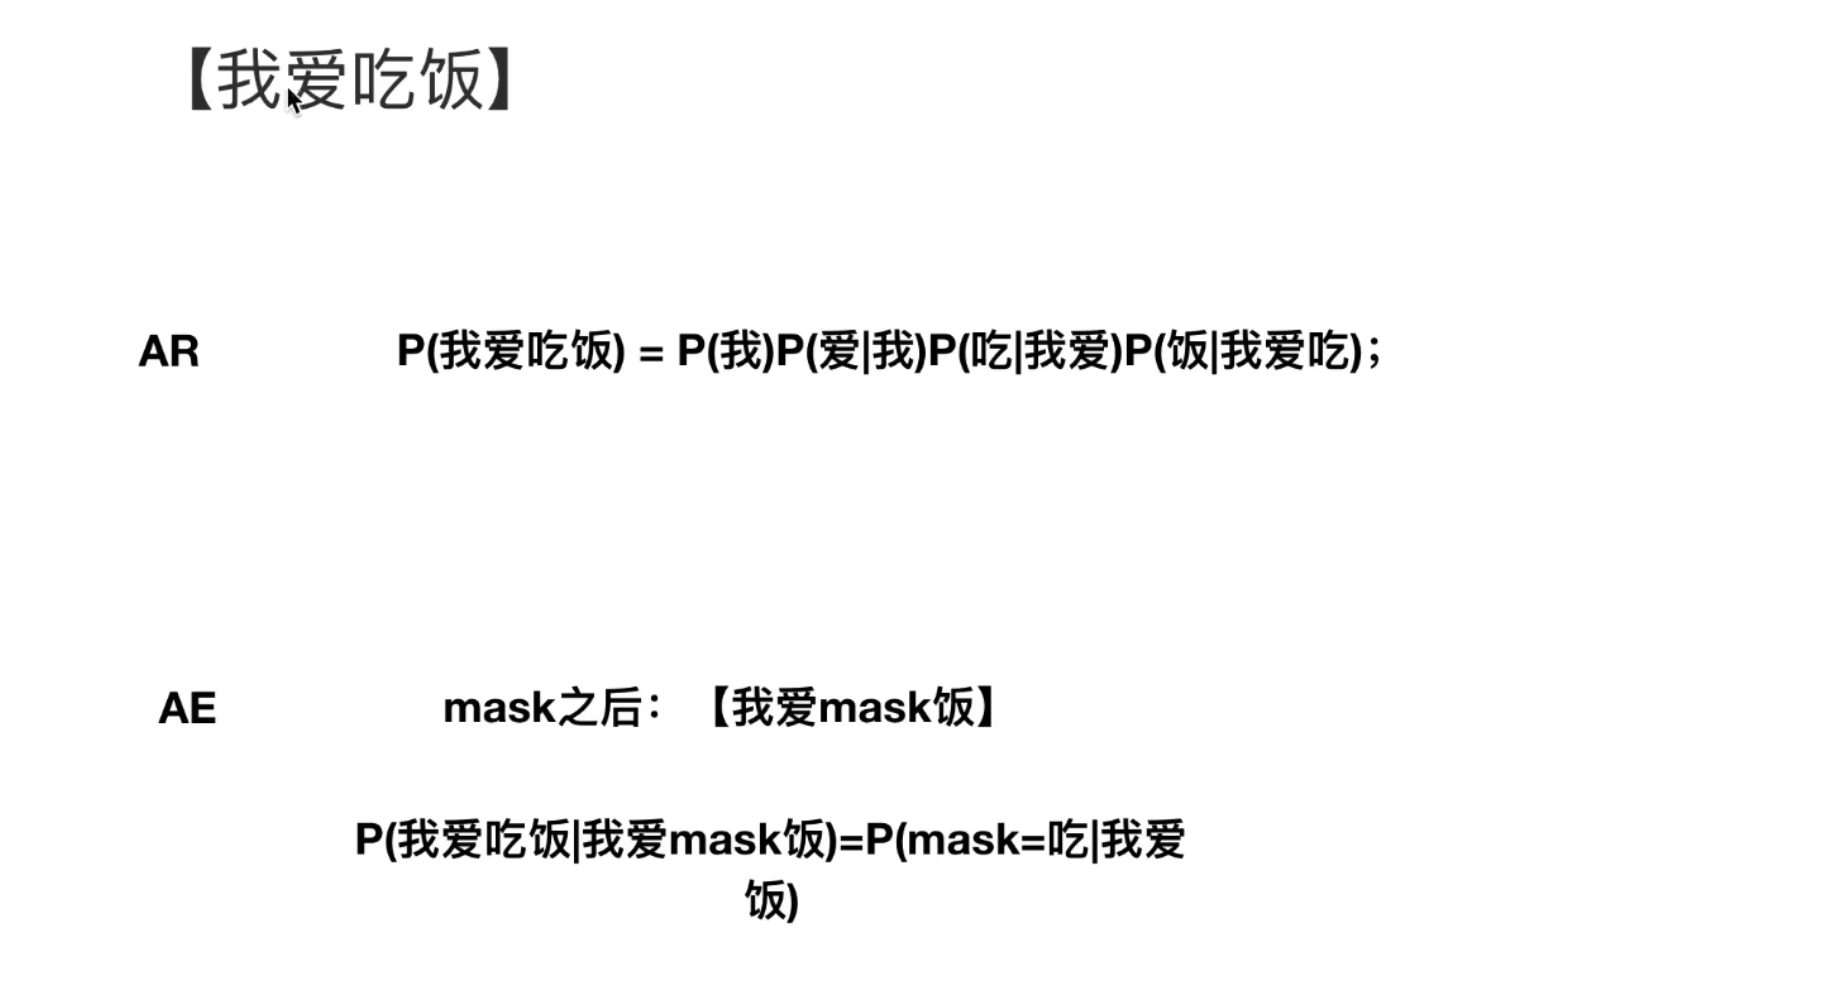 【我爱吃饭】
AR P(我爱吃饭) = P(我)P(爱|我)P(吃|我爱)P(饭|我爱吃)；
AE mask之后：【我爱mask饭】
P(我爱吃饭|我爱mask饭)=P(mask=吃|我爱
饭)